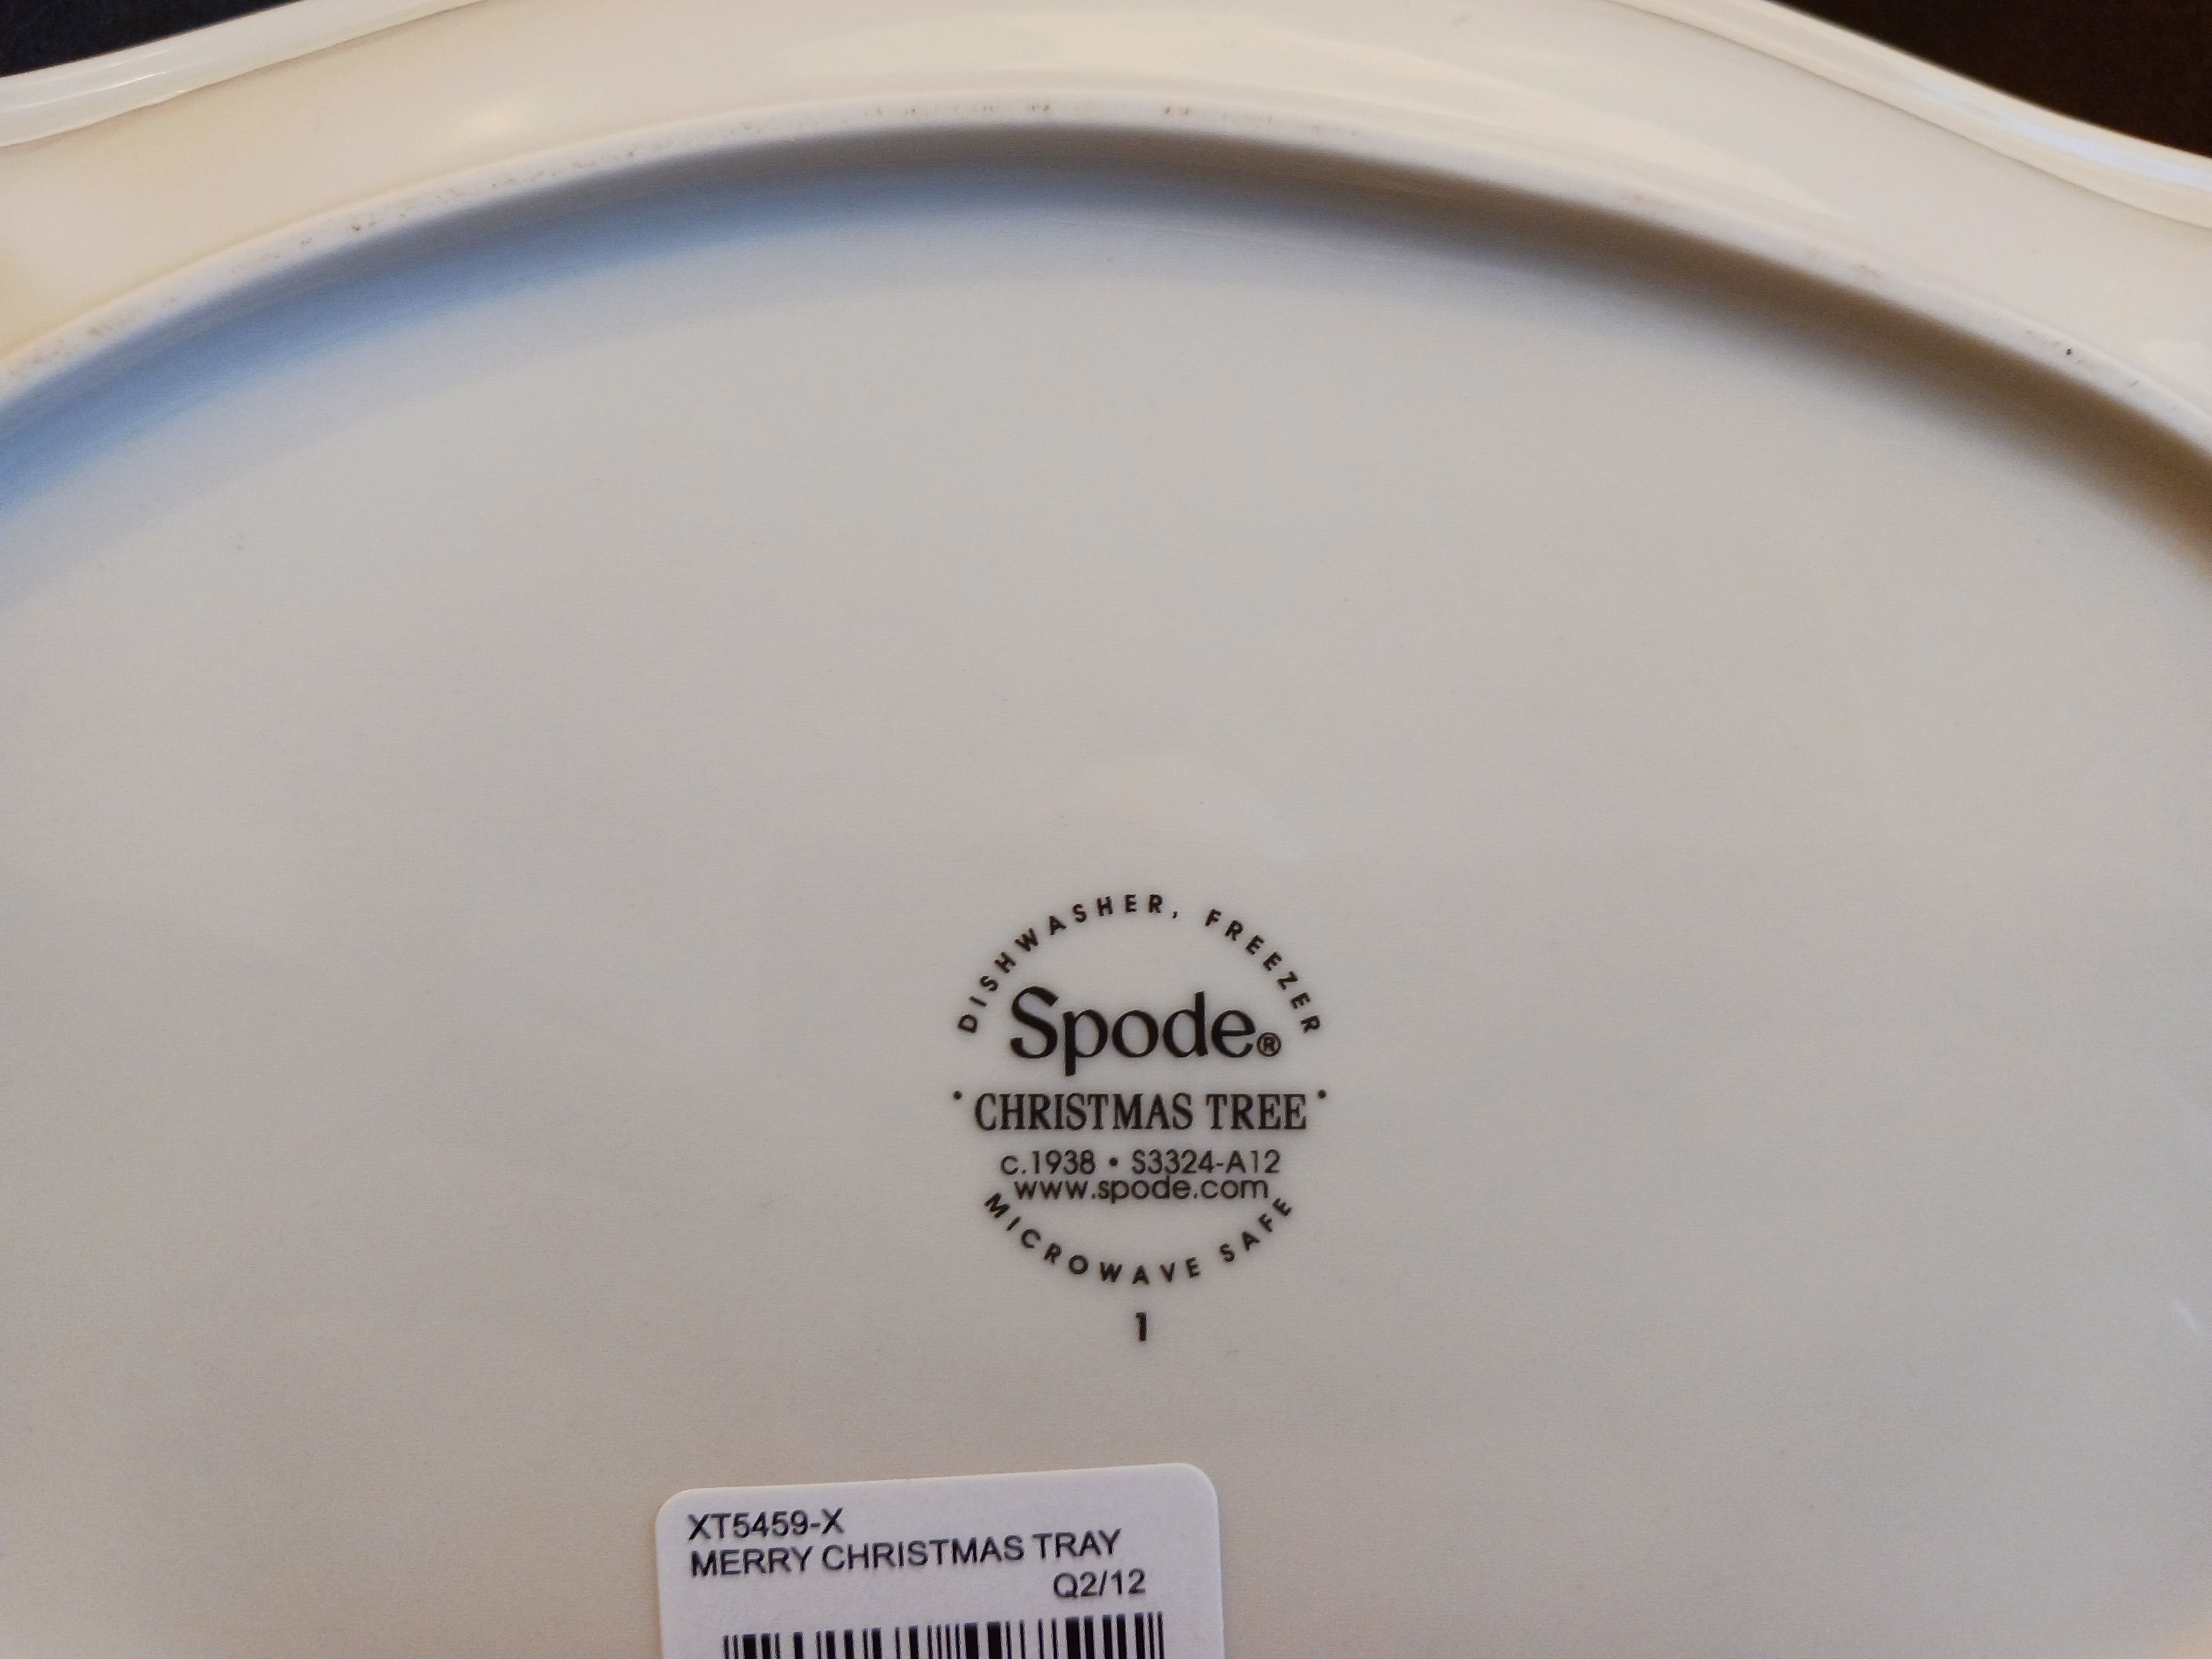 DISHWASHER, FREEZER
Spode®
· CHRISTMAS TREE ·
c.1938 • S3324-A12
www.spode.com
MICROWAVE SAFE
1
XT5459-X
MERRY CHRISTMAS TRAY
Q2/12